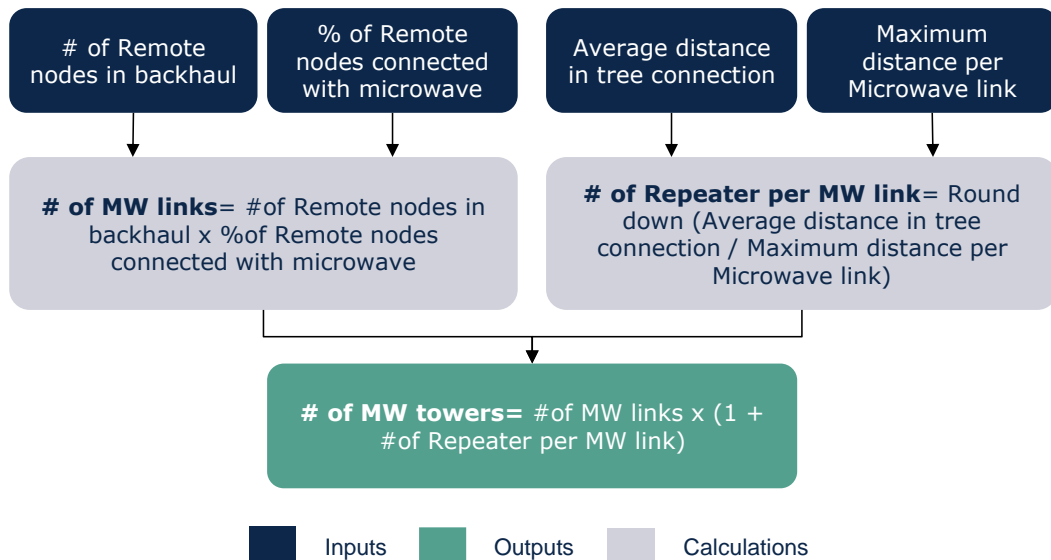 # of Remote
nodes in backhaul
% of Remote
nodes connected
with microwave
Average distance
in tree connection
Maximum
distance per
Microwave link
# of MW links= #of Remote nodes in
backhaul x %of Remote nodes
connected with microwave
# of Repeater per MW link= Round
down (Average distance in tree
connection / Maximum distance per
Microwave link)
# of MW towers= #of MW links x (1 +
#of Repeater per MW link)
Inputs
Outputs
Calculations